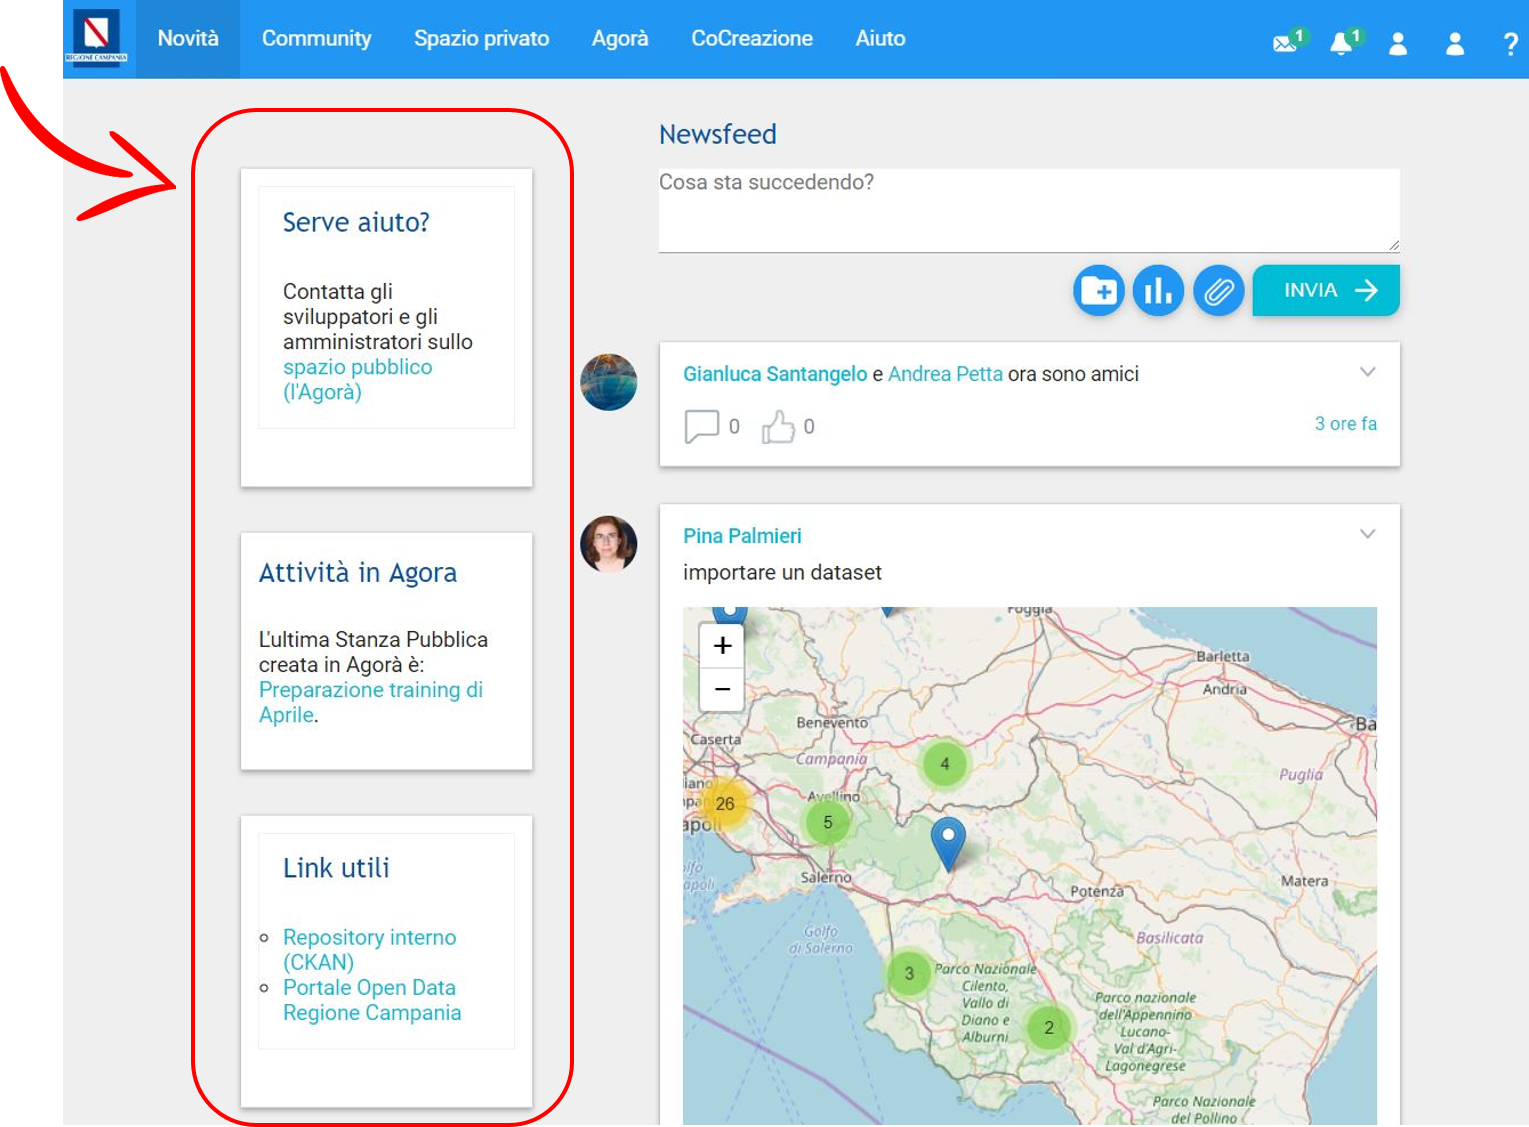 REGIONE CAMPANIA
Novità
Community
Spazio privato
Agorà
CoCreazione
Aiuto
1
1
?
Serve aiuto?
Contatta gli
sviluppatori e gli
amministratori sullo
spazio pubblico
(l'Agorà)
Attività in Agora
L'ultima Stanza Pubblica
creata in Agorà è:
Preparazione training di
Aprile.
Link utili
Repository interno
(CKAN)
Portale Open Data
Regione Campania
Newsfeed
Cosa sta succedendo?
INVIA
Gianluca Santangelo e Andrea Petta ora sono amici
0
0
3 ore fa
Pina Palmieri
importare un dataset
+
−
Foggia
Barletta
Andria
Ba
Benevento
Caserta
Campania
4
Puglia
iano
26
Avellino
5
apoli
Salerno
Potenza
Matera
Golfo
di Salerno
Basilicata
3
Parco Nazionale
Cilento,
Vallo di
Diano e
Alburni
2
Parco nazionale
dell'Appennino
Lucano-
Val d'Agri-
Lagonegrese
Parco Nazionale
del Pollino